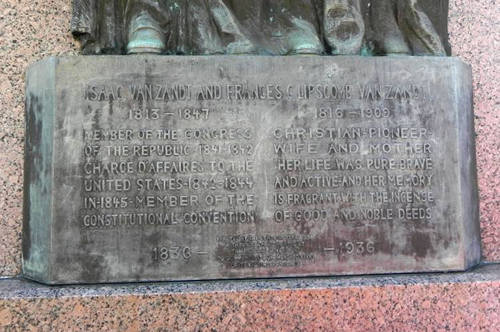 ISAAC VAN ZANDT AND FRANCES C. LIPSCOMB VAN ZANDT
1813 — 1847
1816 — 1909
MEMBER OF THE CONGRESS
OF THE REPUBLIC · 1841-1842
CHARGE D'AFFAIRES TO THE
UNITED STATES · 1842-1844
IN · 1845 · MEMBER OF THE
CONSTITUTIONAL CONVENTION
CHRISTIAN · PIONEER ·
WIFE AND MOTHER
HER LIFE WAS PURE · BRAVE
AND ACTIVE · AND HER MEMORY
IS FRAGRANT WITH THE INCENSE
OF GOOD AND NOBLE DEEDS
1836 —
— 1936